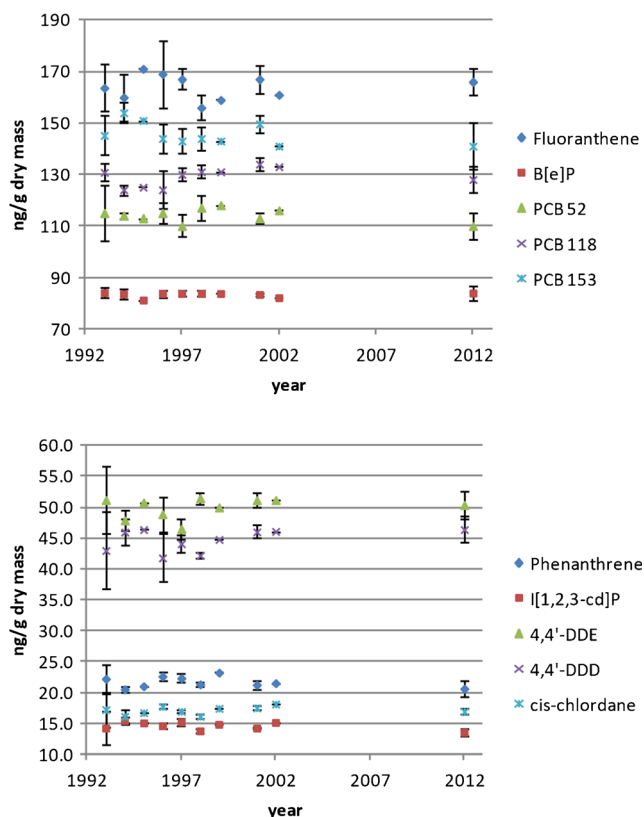 190
170
150
130
110
90
70
ng/g dry mass
1992 1997 2002 2007 2012
year
Fluoranthene
B[e]P
PCB 52
PCB 118
PCB 153
60.0
55.0
50.0
45.0
40.0
35.0
30.0
25.0
20.0
15.0
10.0
ng/g dry mass
1992 1997 2002 2007 2012
year
Phenanthrene
I[1,2,3-cd]P
4,4'-DDE
4,4'-DDD
cis-chlordane